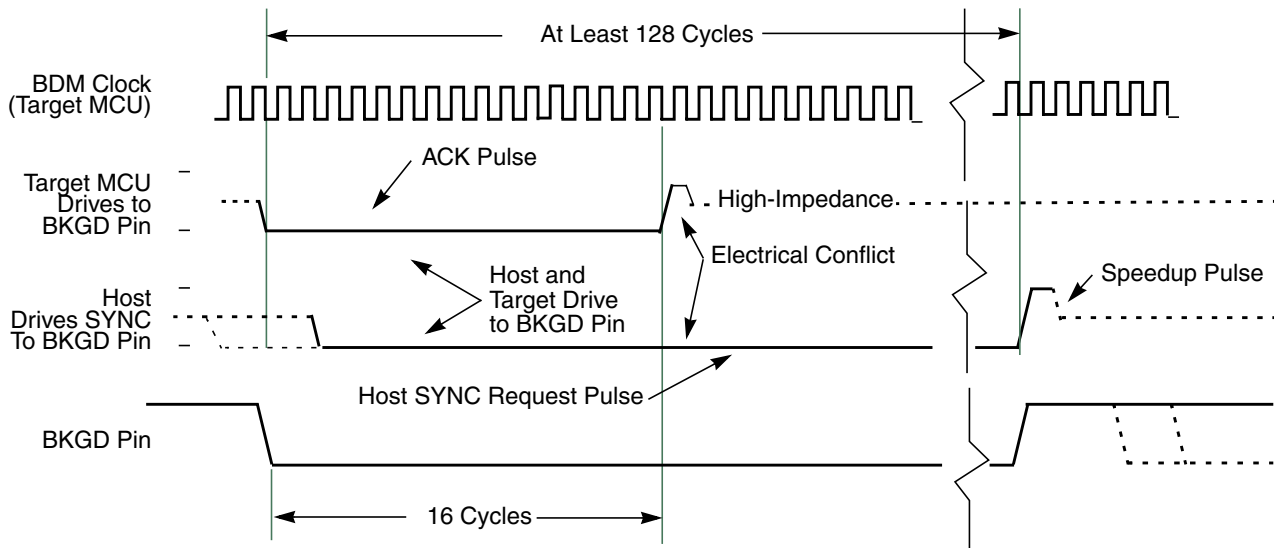 At Least 128 Cycles
BDM Clock
(Target MCU)
ACK Pulse
Target MCU
Drives to
BKGD Pin
High-Impedance
Electrical Conflict
Host and
Target Drive
to BKGD Pin
Speedup Pulse
Host
Drives SYNC
To BKGD Pin
Host SYNC Request Pulse
BKGD Pin
16 Cycles